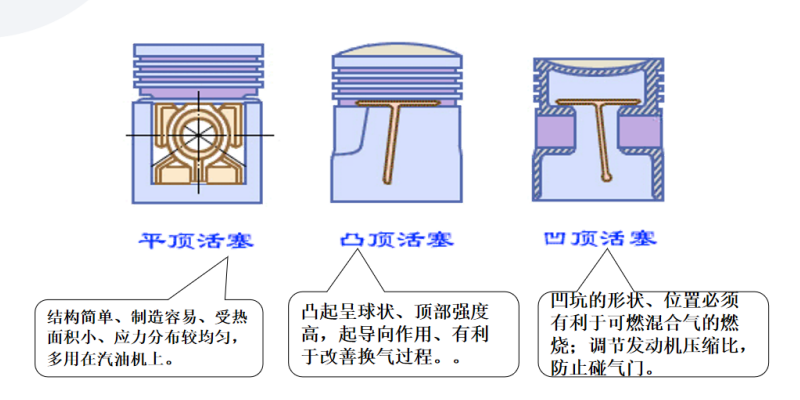 平顶活塞
凸顶活塞
凹顶活塞
结构简单、制造容易、受热
面积小、应力分布较均匀，
多用在汽油机上。
凸起呈球状、顶部强度
高，起导向作用、有利
于改善换气过程。。
凹坑的形状、位置必须
有利于可燃混合气的燃
烧；调节发动机压缩比，
防止碰气门。